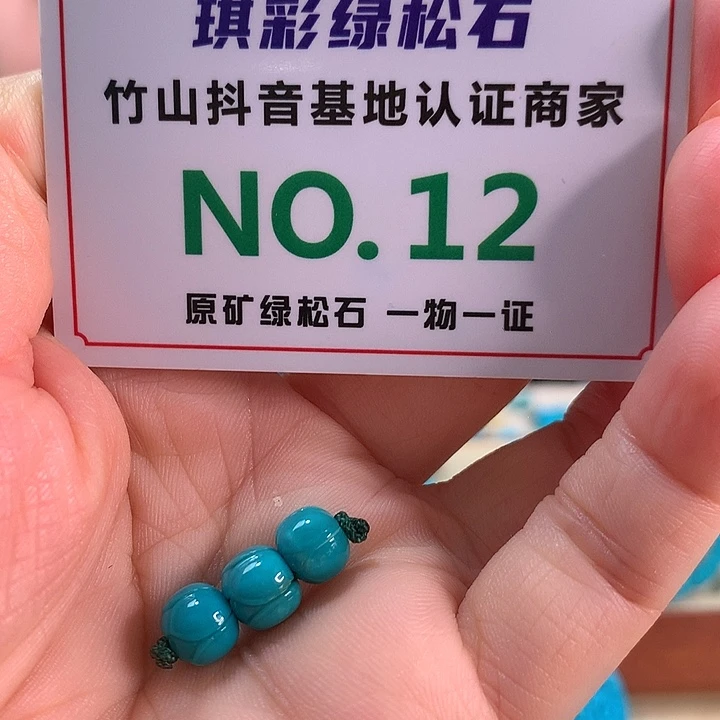 琪彩绿松石
竹山抖音基地认证商家
NO.12
原矿绿松石 一物一证